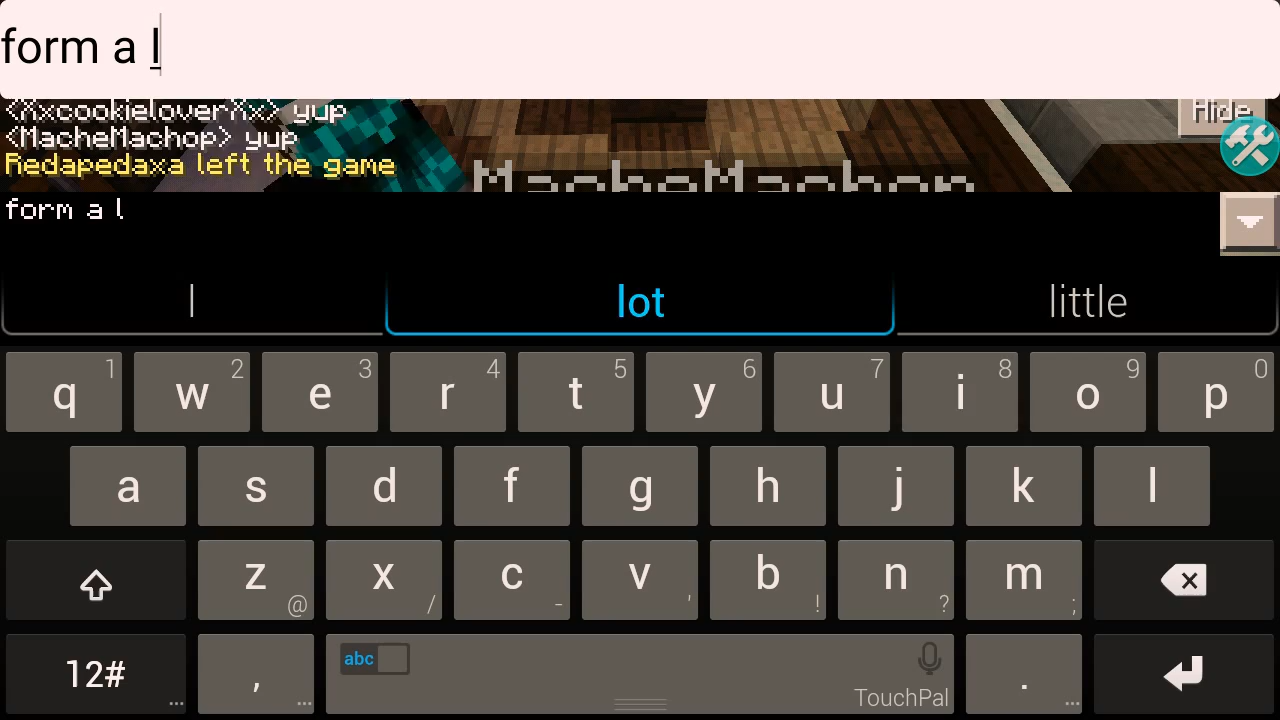 form a l
<XxcookieloverXx> yup
<MacheMachop> yup
Redapedaxa left the game
Hide
MacheMachop
form a l
l lot little
q 1 w 2 e 3 r 4 t 5 y 6 u 7 i 8 o 9 p 0
a s d f g h j k l
z @ x / c - v ' b ! n ? m ;
12# ... , ... abc TouchPal . ...